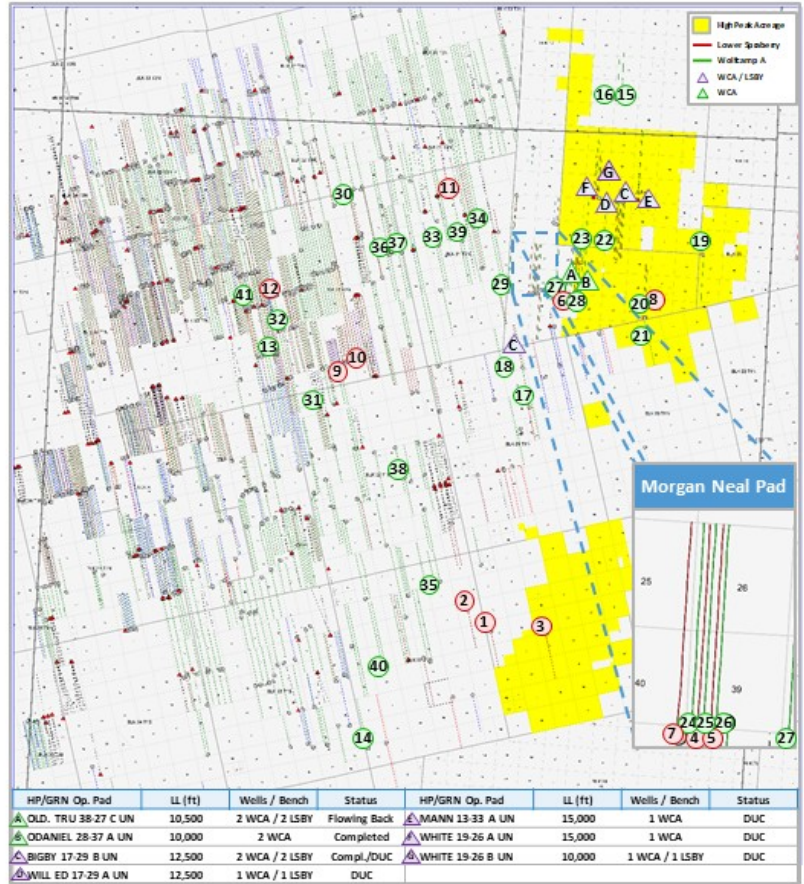 HighPeak Acreage
Lower Spraberry
Wolfcamp A
WCA / LSBY
WCA
16 15
G
F C
D E
11
30
34
39
33
36 37
23 22 19
41 12
29
A
27 B
6 28
20 8
32
13
C
21
10
9
18
31
17
38
Morgan Neal Pad
25 26
40 39
24 25 26
7 4 5 27
35
2
1
3
40
14
HP/GRN Op. Pad LL (ft) Wells / Bench Status HP/GRN Op. Pad LL (ft) Wells / Bench Status
A OLD. TRU 38-27 C UN 10,500 2 WCA / 2 LSBY Flowing Back E MANN 13-33 A UN 15,000 1 WCA DUC
B ODANIEL 28-37 A UN 10,000 2 WCA Completed F WHITE 19-26 A UN 15,000 1 WCA DUC
C BIGBY 17-29 B UN 12,500 2 WCA / 2 LSBY Compl./DUC G WHITE 19-26 B UN 10,000 1 WCA / 1 LSBY DUC
D WILL ED 17-29 A UN 12,500 1 WCA / 1 LSBY DUC